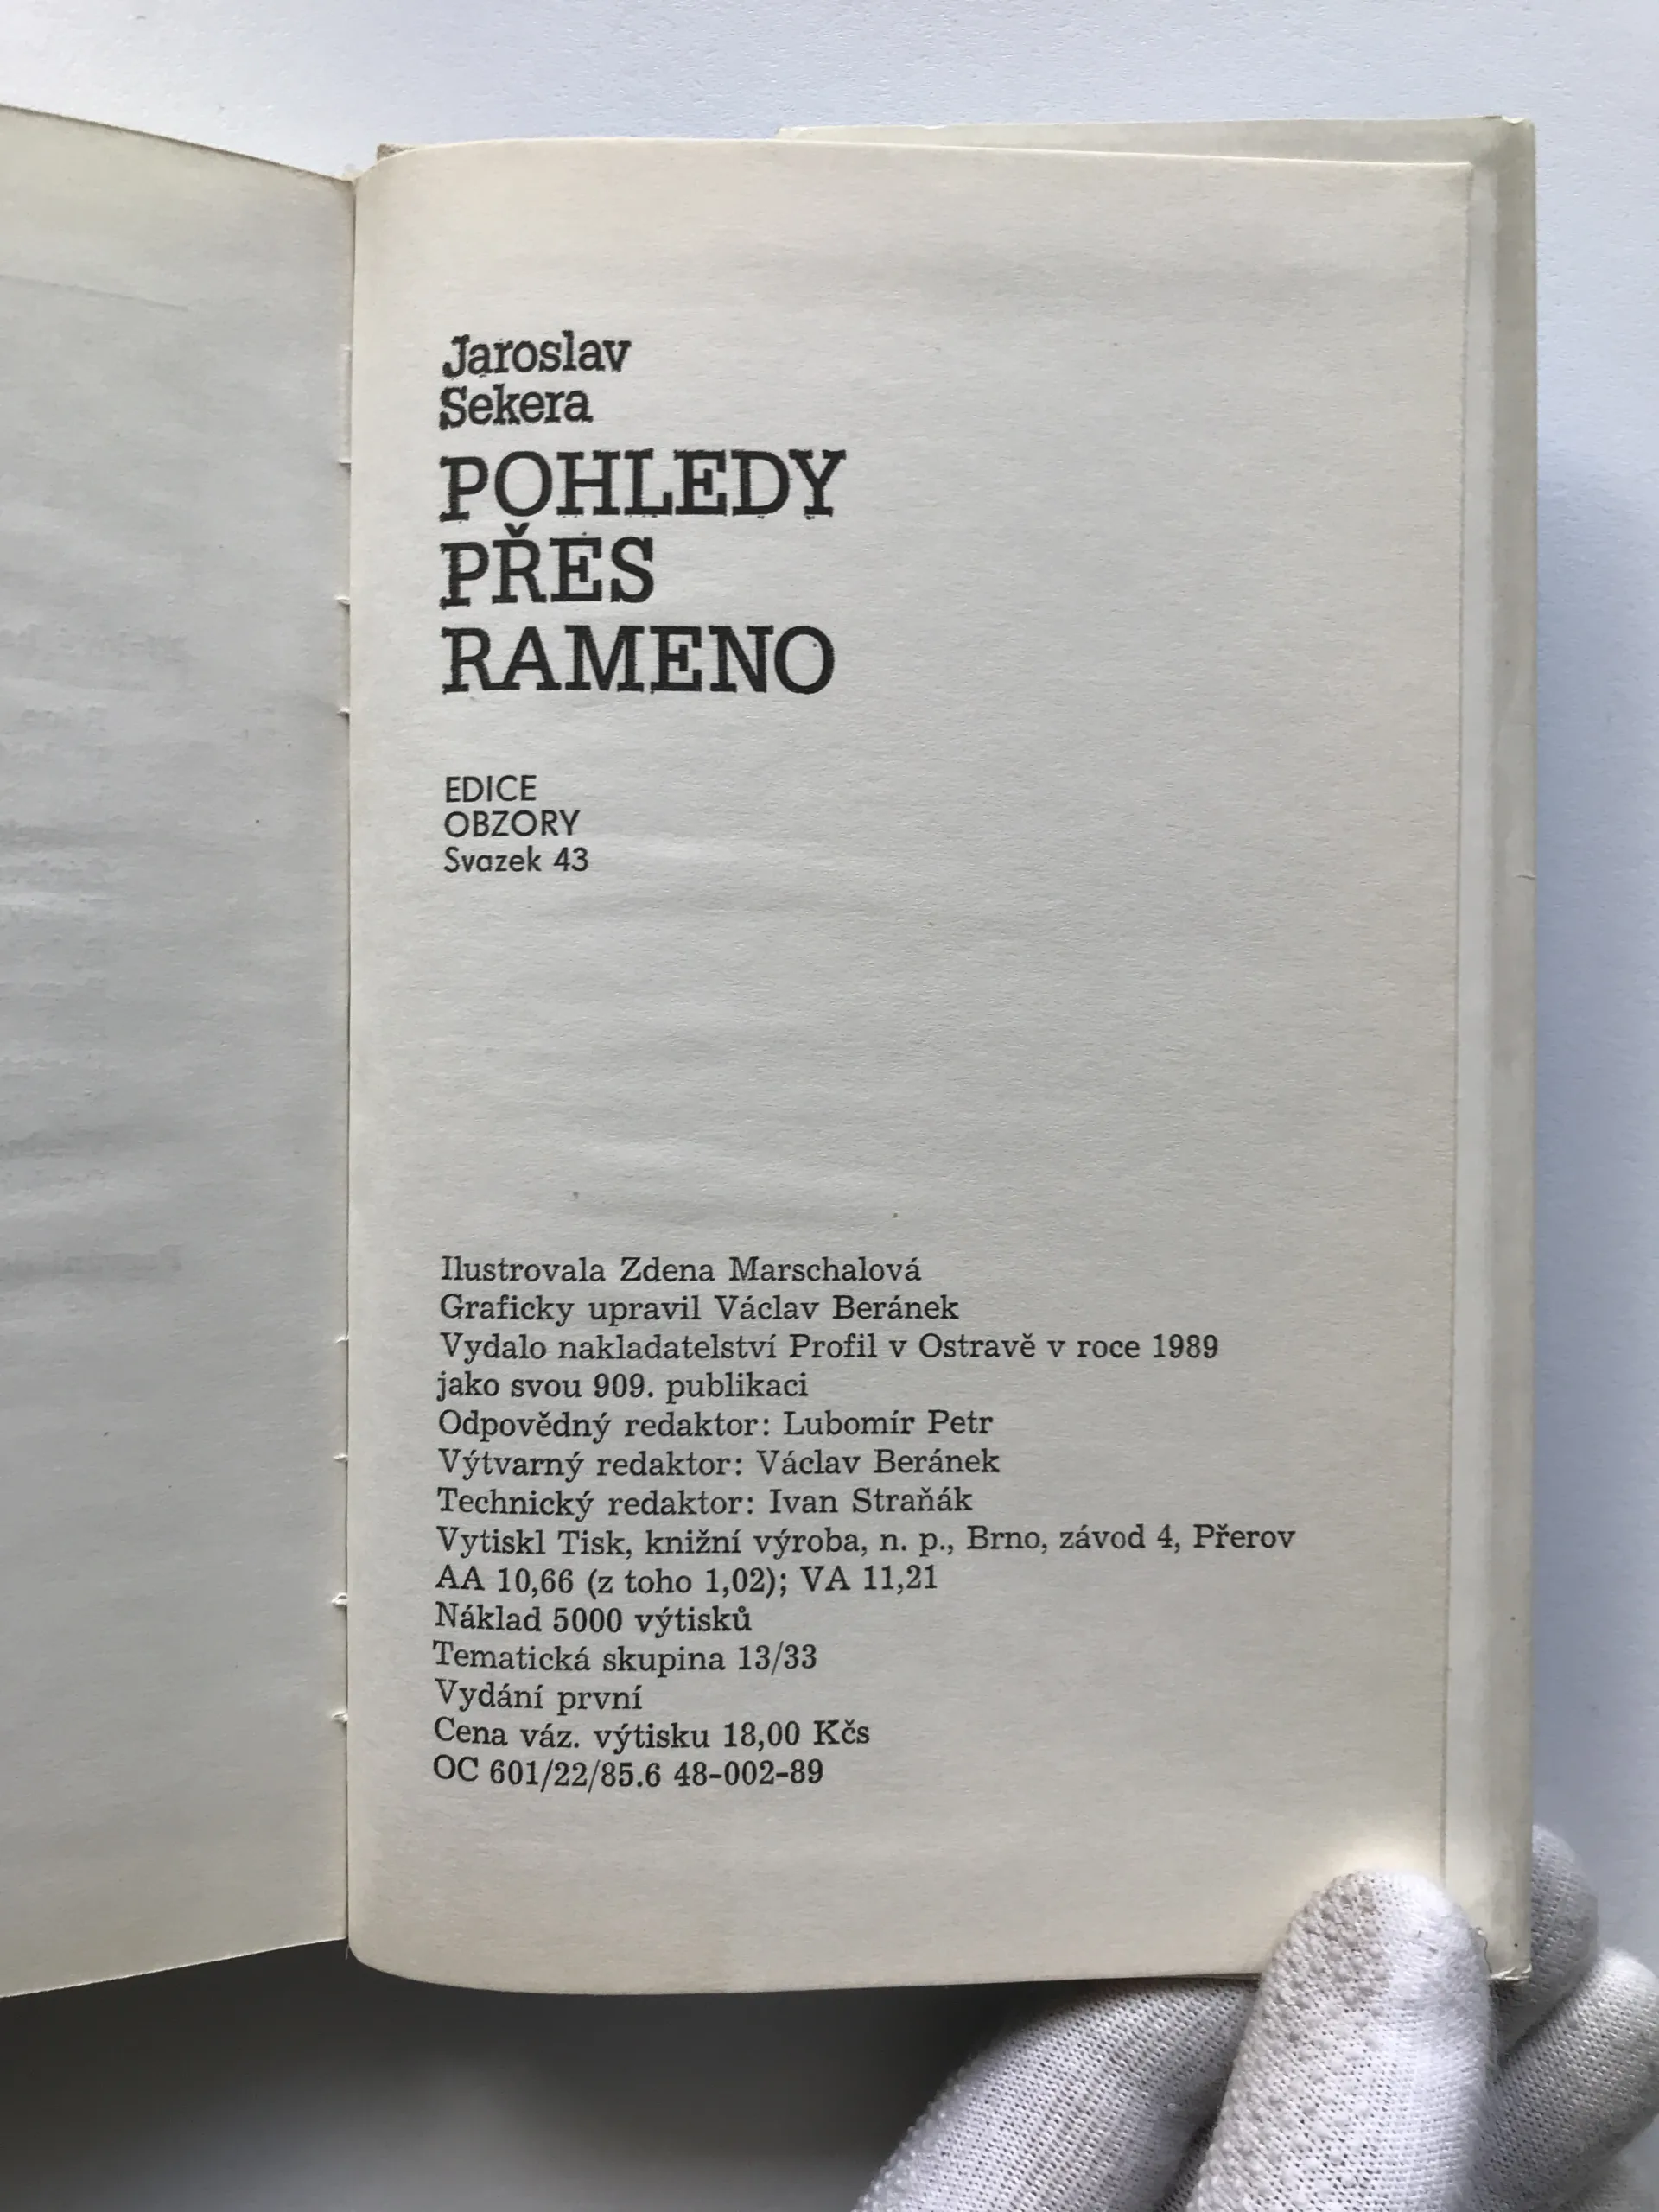 Jaroslav
Sekera
POHLEDY
PŘES
RAMENO
EDICE
OBZORY
Svazek 43
Ilustrovala Zdena Marschalová
Graficky upravil Václav Beránek
Vydalo nakladatelství Profil v Ostravě v roce 1989
jako svou 909. publikaci
Odpovědný redaktor: Lubomír Petr
Výtvarný redaktor: Václav Beránek
Technický redaktor: Ivan Straňák
Vytiskl Tisk, knižní výroba, n. p., Brno, závod 4, Přerov
AA 10,66 (z toho 1,02); VA 11,21
Náklad 5000 výtisků
Tematická skupina 13/33
Vydání první
Cena váz. výtisku 18,00 Kčs
OC 601/22/85.6 48-002-89